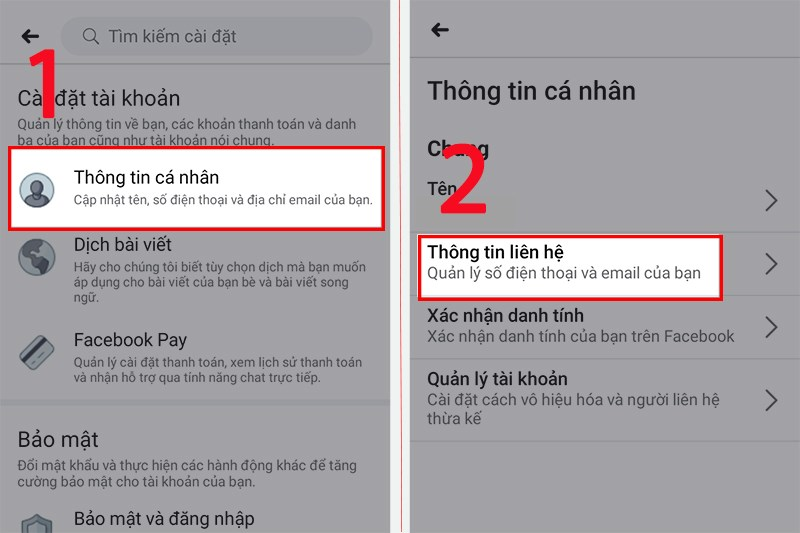 Tìm kiếm cài đặt
1
Cài đặt tài khoản
Quản lý thông tin về bạn, các khoản thanh toán và danh
bạ của bạn cũng như tài khoản nói chung.
Thông tin cá nhân
Cập nhật tên, số điện thoại và địa chỉ email của bạn.
Dịch bài viết
Hãy cho chúng tôi biết tùy chọn dịch mà bạn muốn
áp dụng cho bài viết của bạn bè và bài viết song
ngữ.
Facebook Pay
Quản lý cài đặt thanh toán, xem lịch sử thanh toán
và nhận hỗ trợ qua tính năng chat trực tiếp.
Bảo mật
Đổi mật khẩu và thực hiện các hành động khác để tăng
cường bảo mật cho tài khoản của bạn.
Bảo mật và đăng nhập
Thông tin cá nhân
Chung
2
Tên
Thông tin liên hệ
Quản lý số điện thoại và email của bạn
Xác nhận danh tính
Xác nhận danh tính của bạn trên Facebook
Quản lý tài khoản
Cài đặt cách vô hiệu hóa và người liên hệ
thừa kế